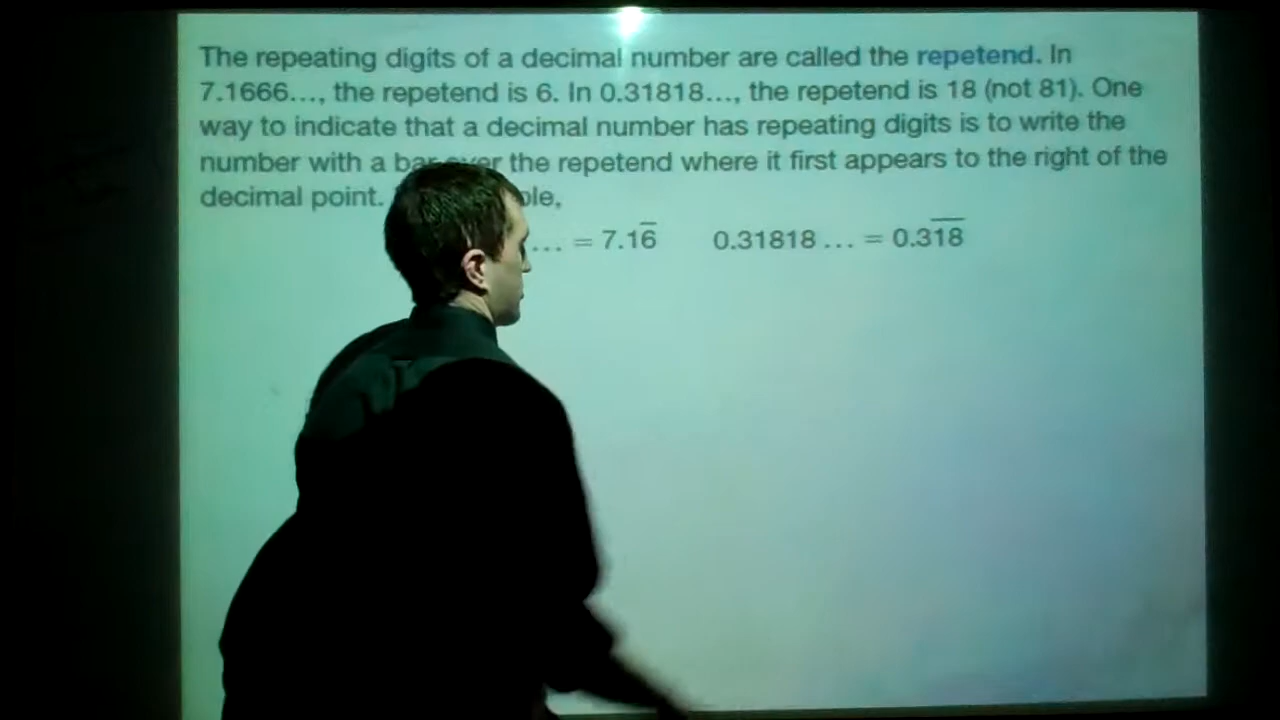 The repeating digits of a decimal number are called the repetend. In
7.1666..., the repetend is 6. In 0.31818..., the repetend is 18 (not 81). One
way to indicate that a decimal number has repeating digits is to write the
number with a bar over the repetend where it first appears to the right of the
decimal point.
... = 7.16̅ 0.31818 ... = 0.31̅8̅